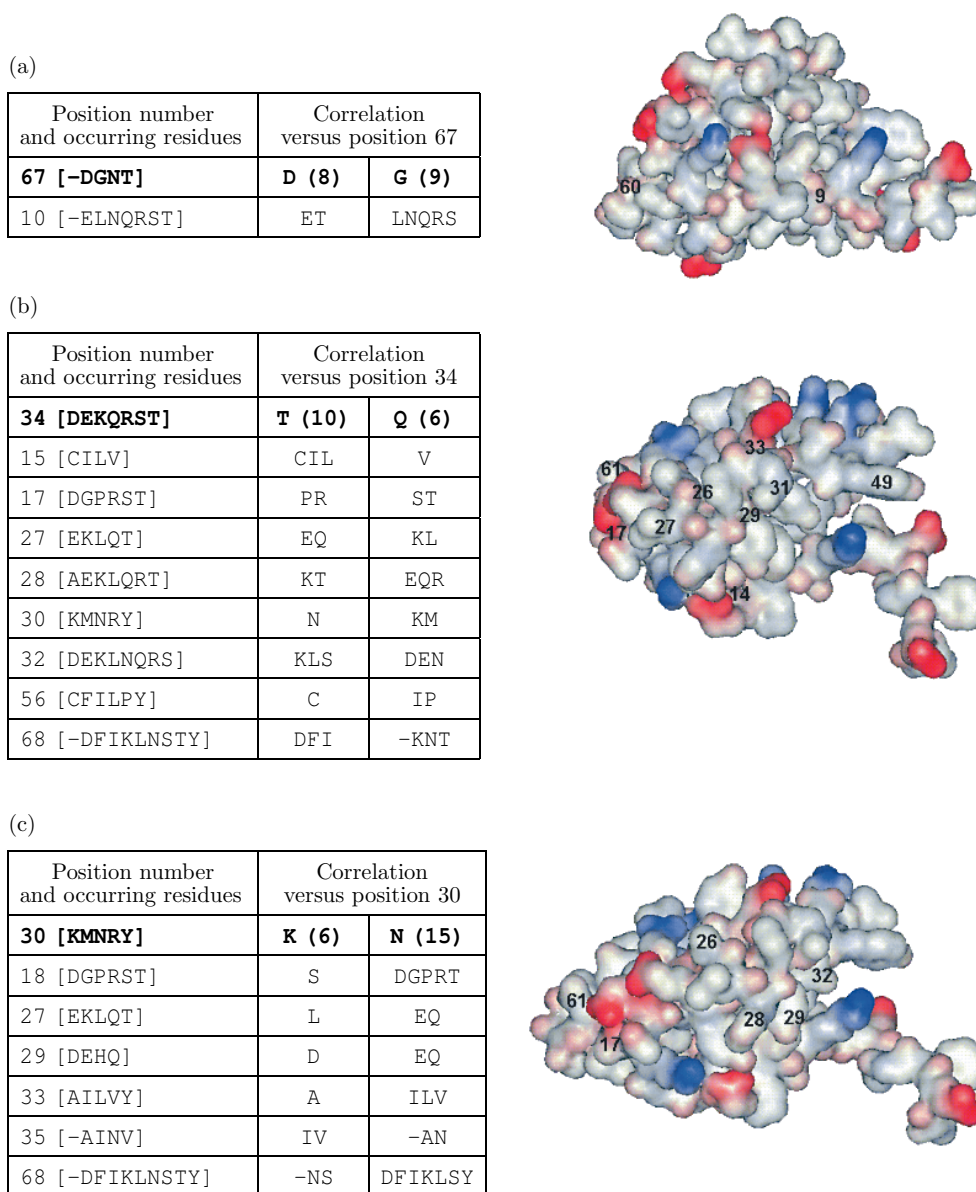 (a)
Position number and occurring residues | Correlation versus position 67
67 [-DGNT] | D (8) | G (9)
10 [-ELNQRST] | ET | LNQRS
60
9
(b)
Position number and occurring residues | Correlation versus position 34
34 [DEKQRST] | T (10) | Q (6)
15 [CILV] | CIL | V
17 [DGPRST] | PR | ST
27 [EKLQT] | EQ | KL
28 [AEKLQRT] | KT | EQR
30 [KMNRY] | N | KM
32 [DEKLNQRS] | KLS | DEN
56 [CFILPY] | C | IP
68 [-DFIKLNSTY] | DFI | -KNT
33
61
26
31
49
29
17
27
14
(c)
Position number and occurring residues | Correlation versus position 30
30 [KMNRY] | K (6) | N (15)
18 [DGPRST] | S | DGPRT
27 [EKLQT] | L | EQ
29 [DEHQ] | D | EQ
33 [AILVY] | A | ILV
35 [-AINV] | IV | -AN
68 [-DFIKLNSTY] | -NS | DFIKLSY
26
32
61
28
29
17